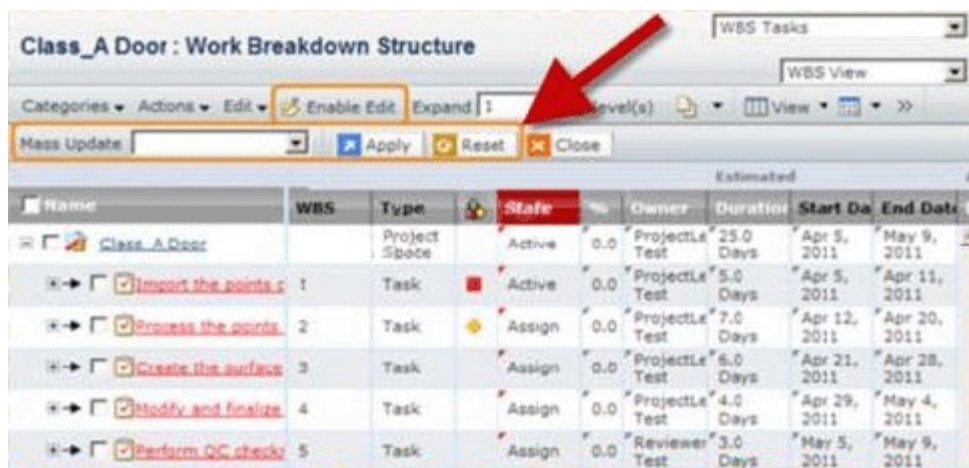 WBS Tasks
Class_A Door : Work Breakdown Structure
WBS View
Categories Actions Edit Enable Edit Expand 1 level(s) View »
Mass Update Apply Reset Close
Estimated
Name WBS Type State % Owner Duration Start Da End Date
Class_A Door Project Space Active 0.0 ProjectLe Test 25.0 Days Apr 5, 2011 May 9, 2011
Import the points 1 Task Active 0.0 ProjectLe Test 5.0 Days Apr 5, 2011 Apr 11, 2011
Process the points 2 Task Assign 0.0 ProjectLe Test 7.0 Days Apr 12, 2011 Apr 20, 2011
Create the surface 3 Task Assign 0.0 ProjectLe Test 6.0 Days Apr 21, 2011 Apr 28, 2011
Modify and finalize 4 Task Assign 0.0 ProjectLe Test 4.0 Days Apr 29, 2011 May 4, 2011
Perform QC checks 5 Task Assign 0.0 Reviewer Test 3.0 Days May 5, 2011 May 9, 2011